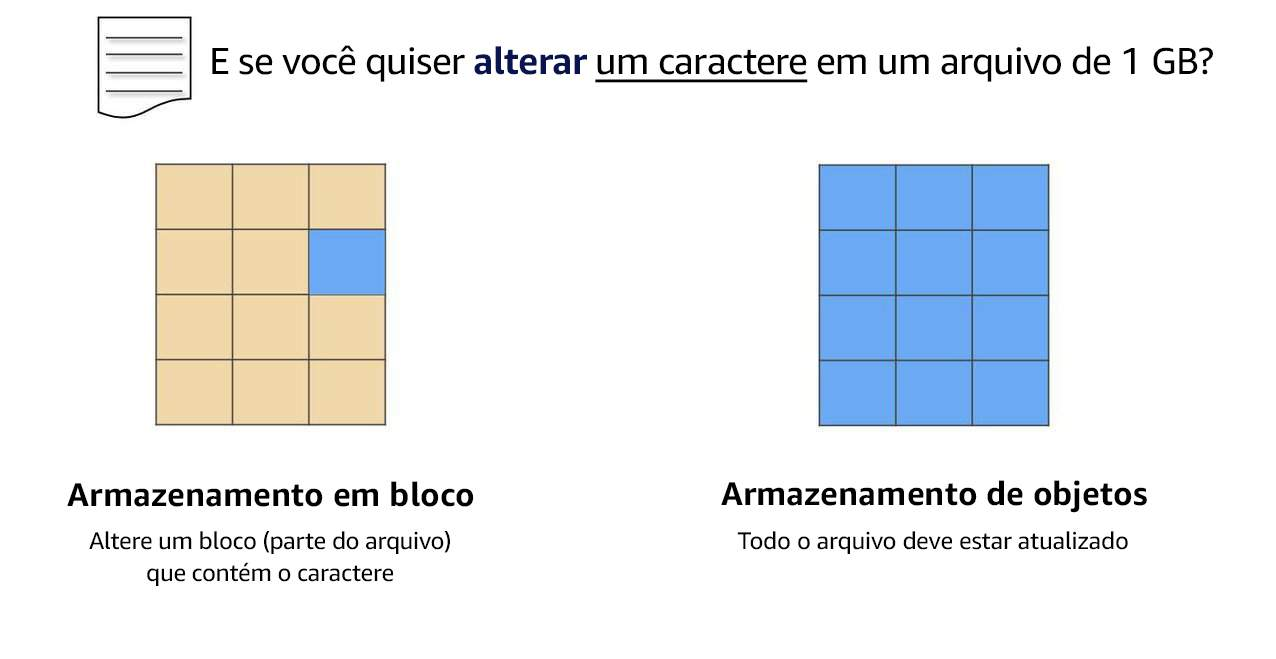 E se você quiser alterar um caractere em um arquivo de 1 GB?
Armazenamento em bloco
Altere um bloco (parte do arquivo)
que contém o caractere
Armazenamento de objetos
Todo o arquivo deve estar atualizado